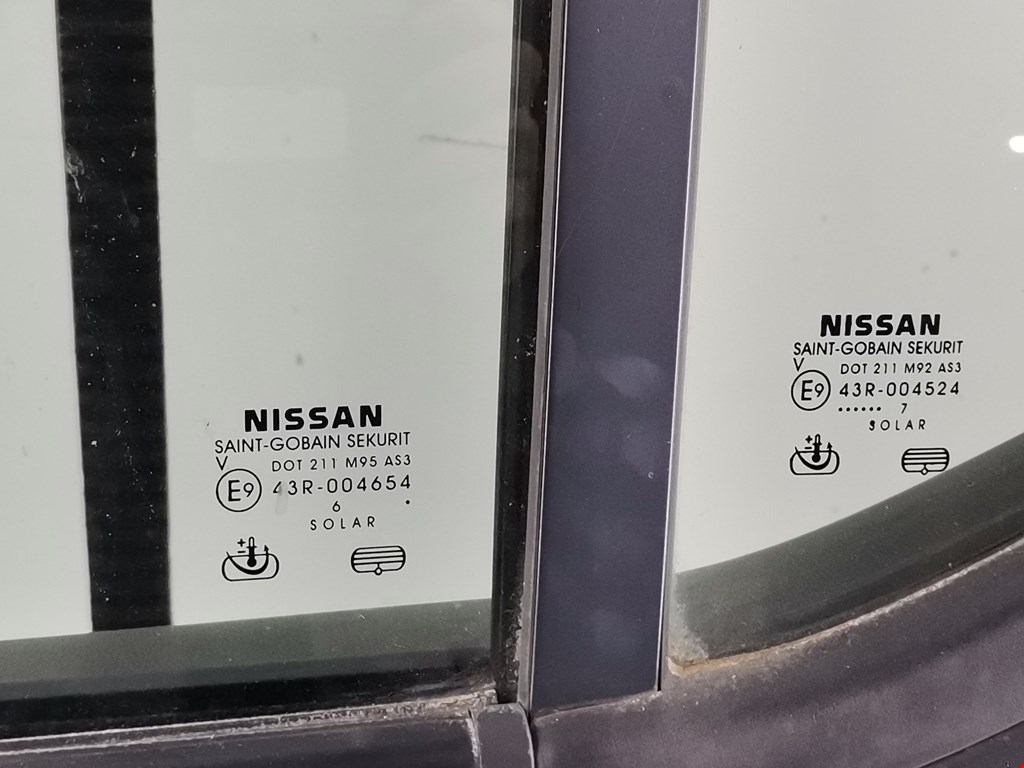 NISSAN
SAINT-GOBAIN SEKURIT
V
DOT 211 M95 AS3
E9 43R-004654
6 .
SOLAR
NISSAN
SAINT-GOBAIN SEKURIT
V
DOT 211 M92 AS3
E9 43R-004524
...... 7
SOLAR